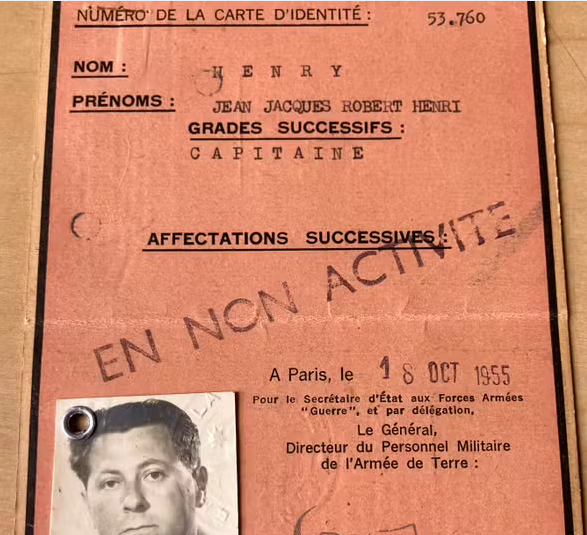 NUMÉRO DE LA CARTE D'IDENTITÉ : 53.760
NOM : HENRY
PRÉNOMS : JEAN JACQUES ROBERT HENRI
GRADES SUCCESSIFS :
CAPITAINE
AFFECTATIONS SUCCESSIVES :
EN NON ACTIVITE
A Paris, le 18 OCT 1955
Pour le Secrétaire d'État aux Forces Armées
"Guerre", et par délégation,
Le Général,
Directeur du Personnel Militaire
de l'Armée de Terre :